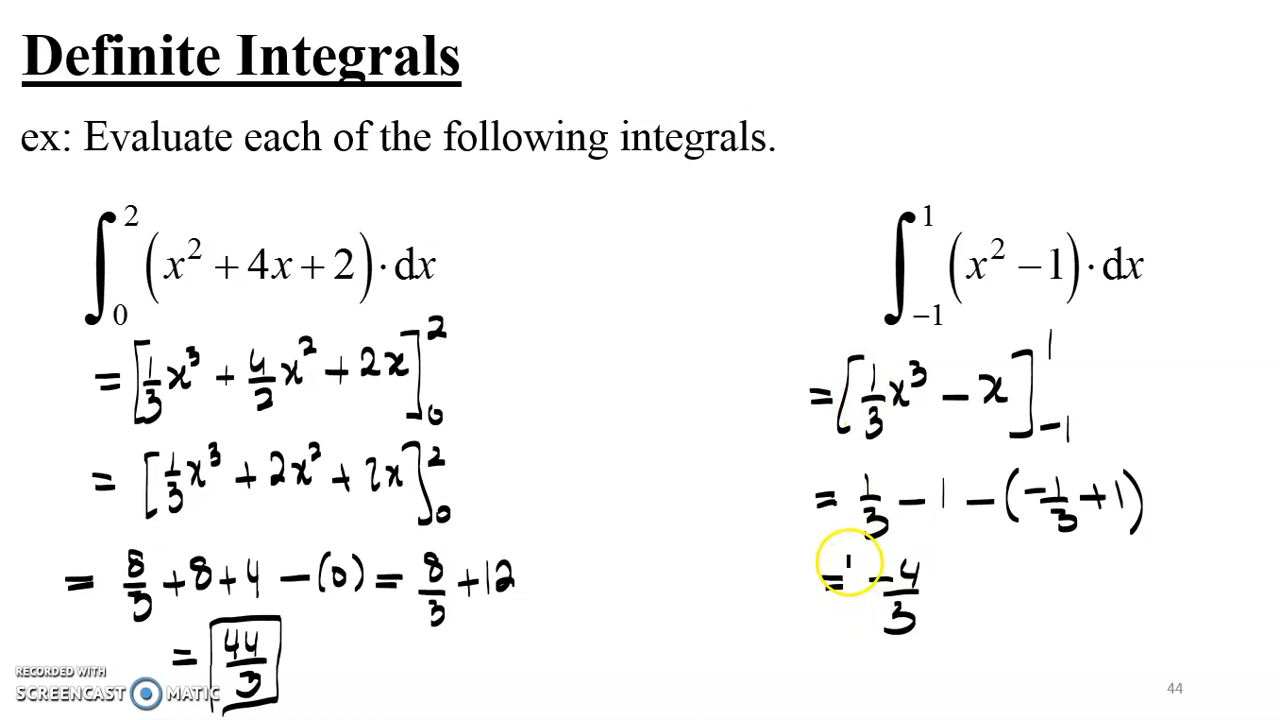 Definite Integrals
ex: Evaluate each of the following integrals.
∫₀² (x² + 4x + 2) · dx
= [1/3 x³ + 4/2 x² + 2x]₀²
= [1/3 x³ + 2x² + 2x]₀²
= 8/3 + 8 + 4 − (0) = 8/3 + 12
= 44/3
∫₋₁¹ (x² − 1) · dx
= [1/3 x³ − x]₋₁¹
= 1/3 − 1 − (−1/3 + 1)
= −4/3
RECORDED WITH
SCREENCAST MATIC
44